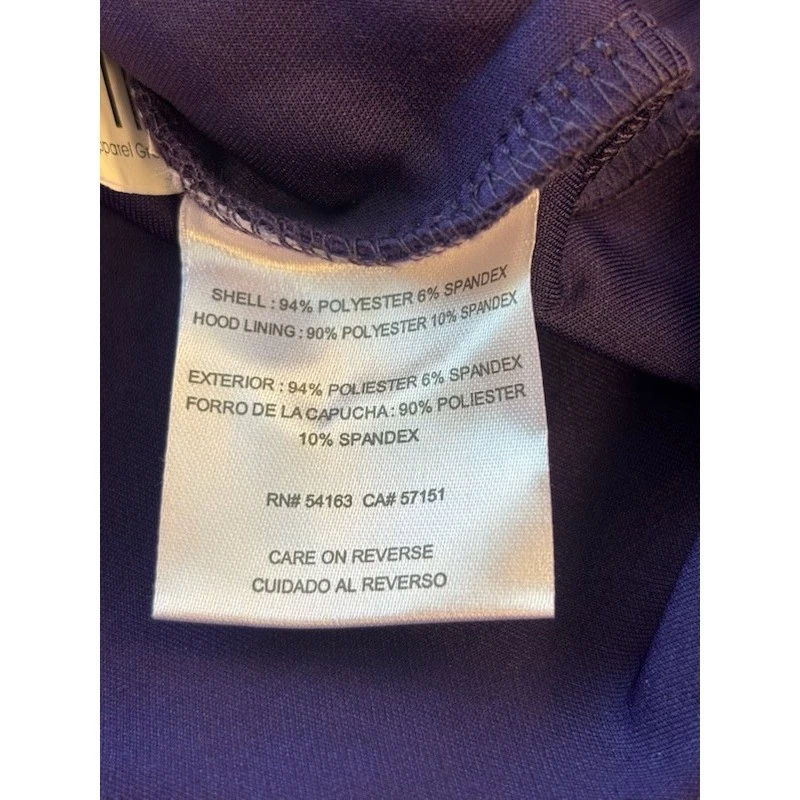 SHELL : 94% POLYESTER 6% SPANDEX
HOOD LINING : 90% POLYESTER 10% SPANDEX
EXTERIOR : 94% POLIESTER 6% SPANDEX
FORRO DE LA CAPUCHA : 90% POLIESTER
10% SPANDEX
RN# 54163 CA# 57151
CARE ON REVERSE
CUIDADO AL REVERSO